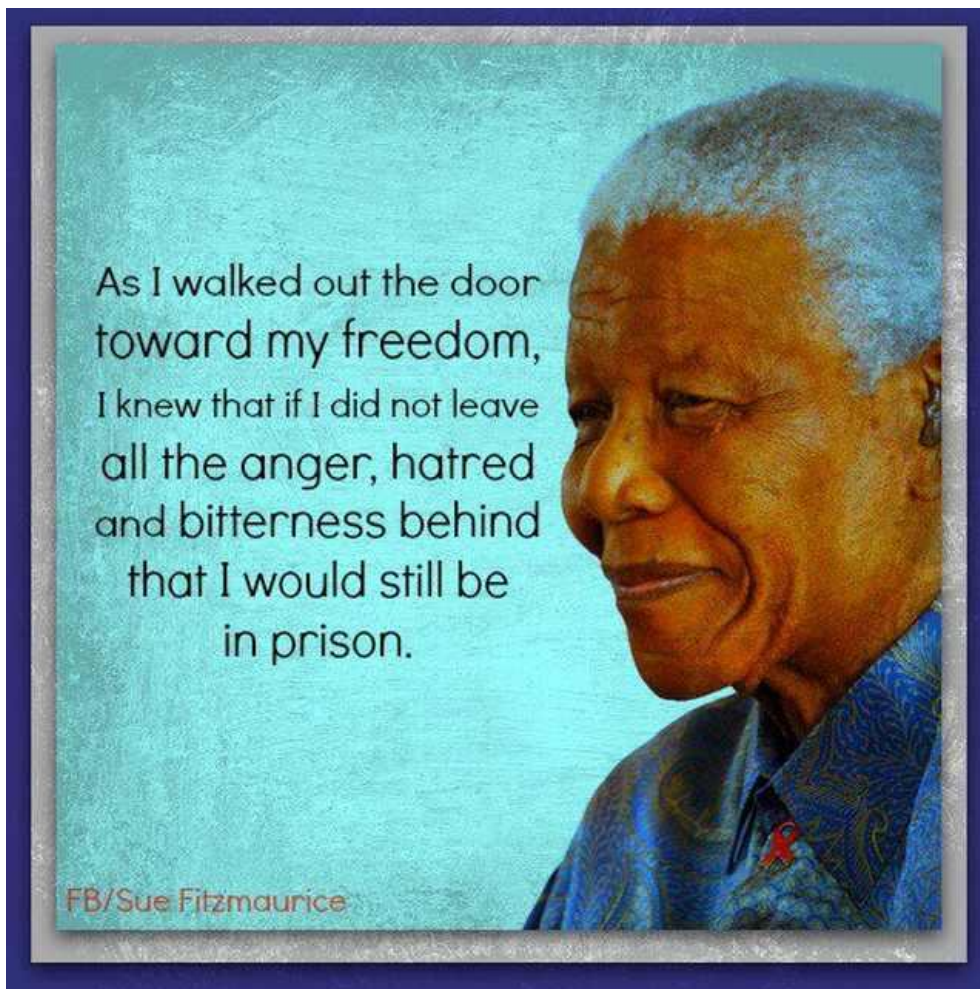 As I walked out the door
toward my freedom,
I knew that if I did not leave
all the anger, hatred
and bitterness behind
that I would still be
in prison.
FB/Sue Fitzmaurice